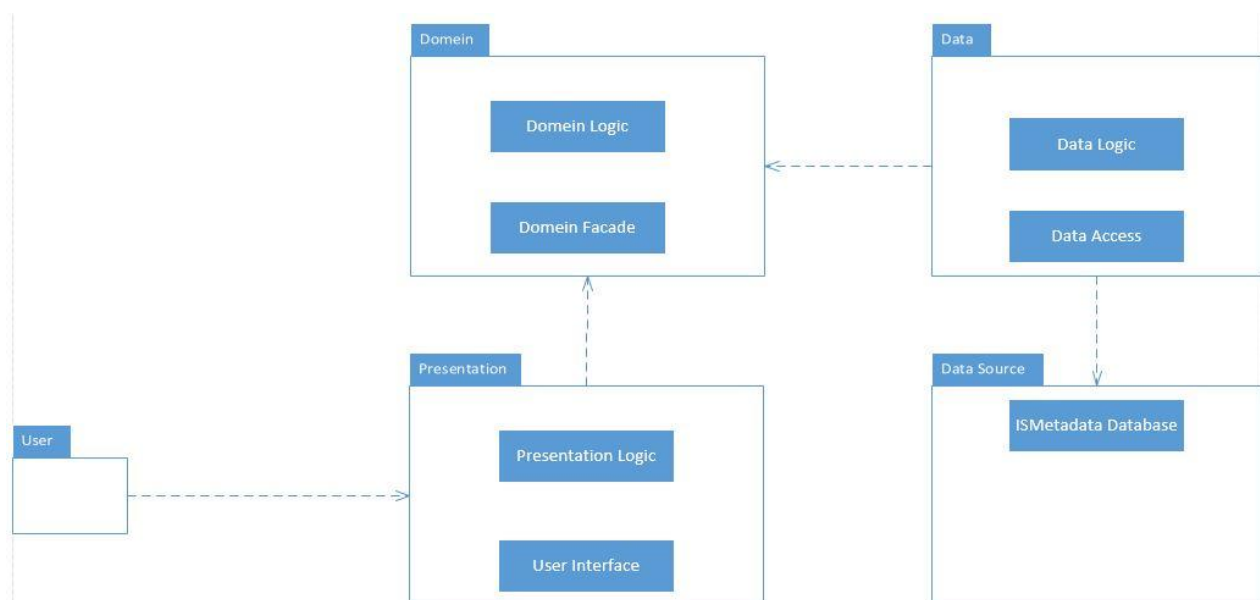 Domein
Domein Logic
Domein Facade
Data
Data Logic
Data Access
Presentation
Presentation Logic
User Interface
Data Source
ISMetadata Database
User